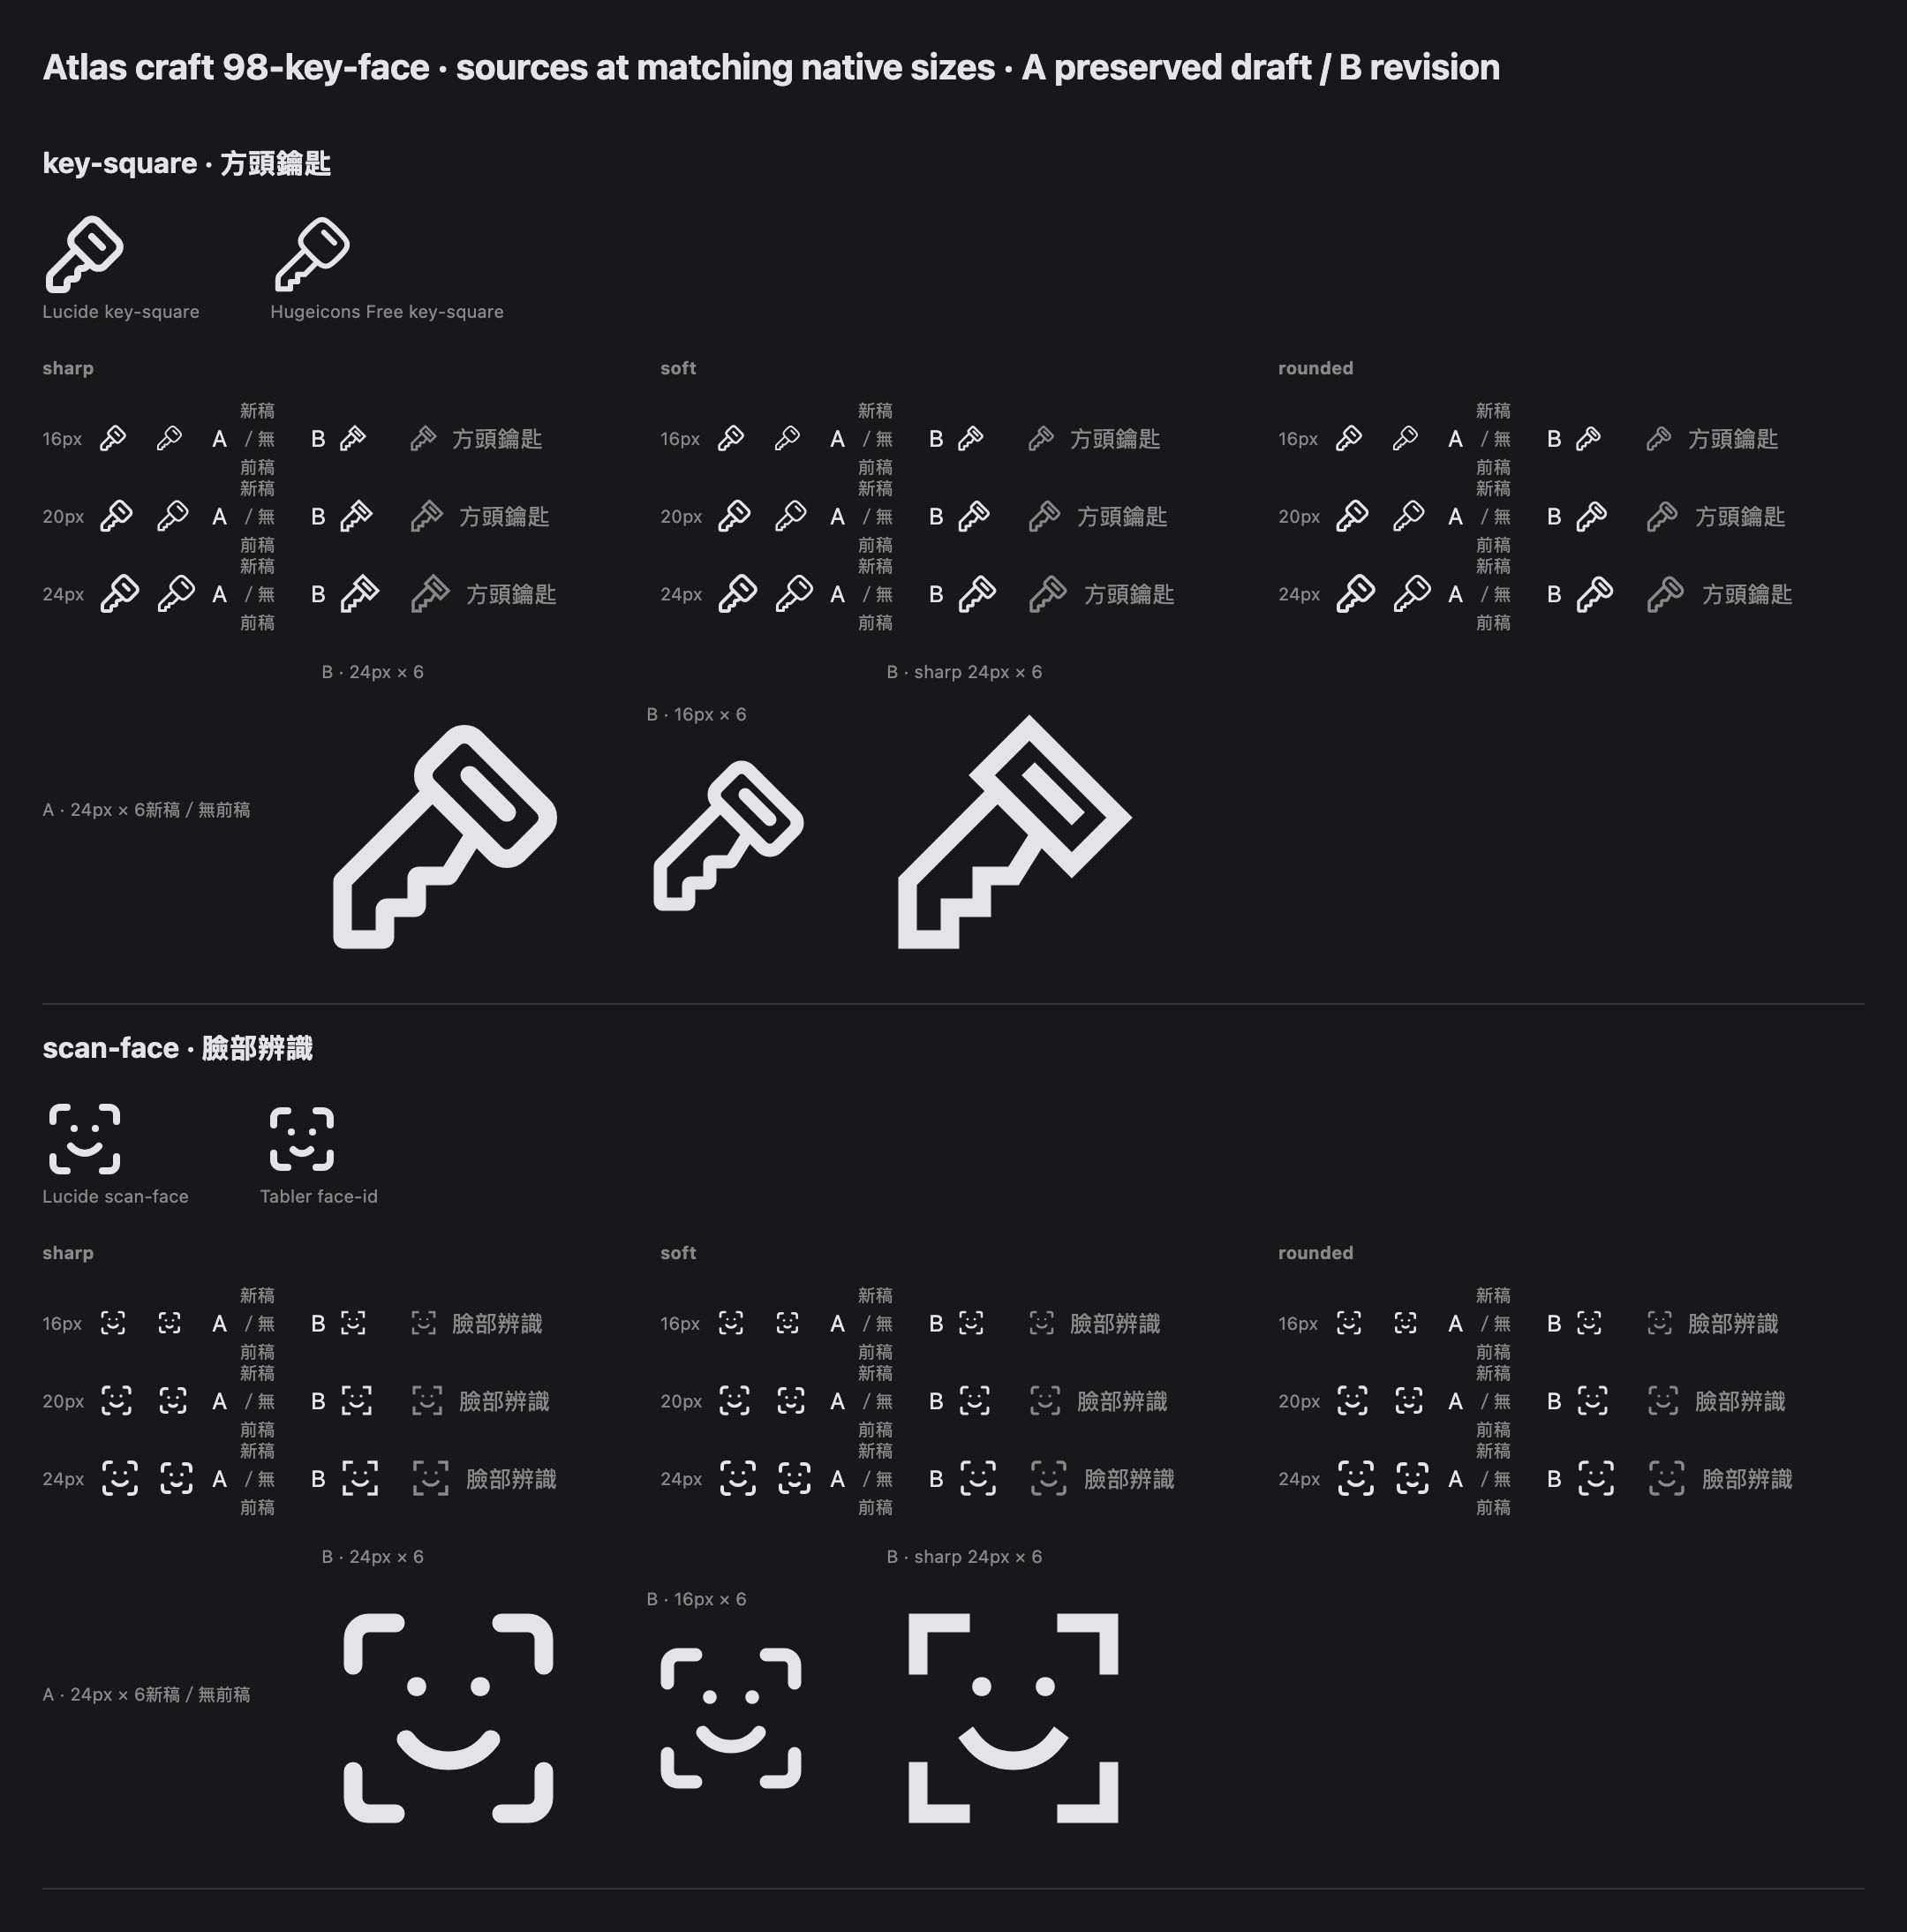 Atlas craft 98-key-face · sources at matching native sizes · A preserved draft / B revision
key-square · 方頭鑰匙
Lucide key-square
Hugeicons Free key-square
sharp
16px A 新稿 / 無前稿 B 方頭鑰匙
20px A 新稿 / 無前稿 B 方頭鑰匙
24px A 新稿 / 無前稿 B 方頭鑰匙
soft
16px A 新稿 / 無前稿 B 方頭鑰匙
20px A 新稿 / 無前稿 B 方頭鑰匙
24px A 新稿 / 無前稿 B 方頭鑰匙
rounded
16px A 新稿 / 無前稿 B 方頭鑰匙
20px A 新稿 / 無前稿 B 方頭鑰匙
24px A 新稿 / 無前稿 B 方頭鑰匙
A · 24px × 6新稿 / 無前稿
B · 24px × 6
B · 16px × 6
B · sharp 24px × 6
scan-face · 臉部辨識
Lucide scan-face
Tabler face-id
sharp
16px A 新稿 / 無前稿 B 臉部辨識
20px A 新稿 / 無前稿 B 臉部辨識
24px A 新稿 / 無前稿 B 臉部辨識
soft
16px A 新稿 / 無前稿 B 臉部辨識
20px A 新稿 / 無前稿 B 臉部辨識
24px A 新稿 / 無前稿 B 臉部辨識
rounded
16px A 新稿 / 無前稿 B 臉部辨識
20px A 新稿 / 無前稿 B 臉部辨識
24px A 新稿 / 無前稿 B 臉部辨識
A · 24px × 6新稿 / 無前稿
B · 24px × 6
B · 16px × 6
B · sharp 24px × 6